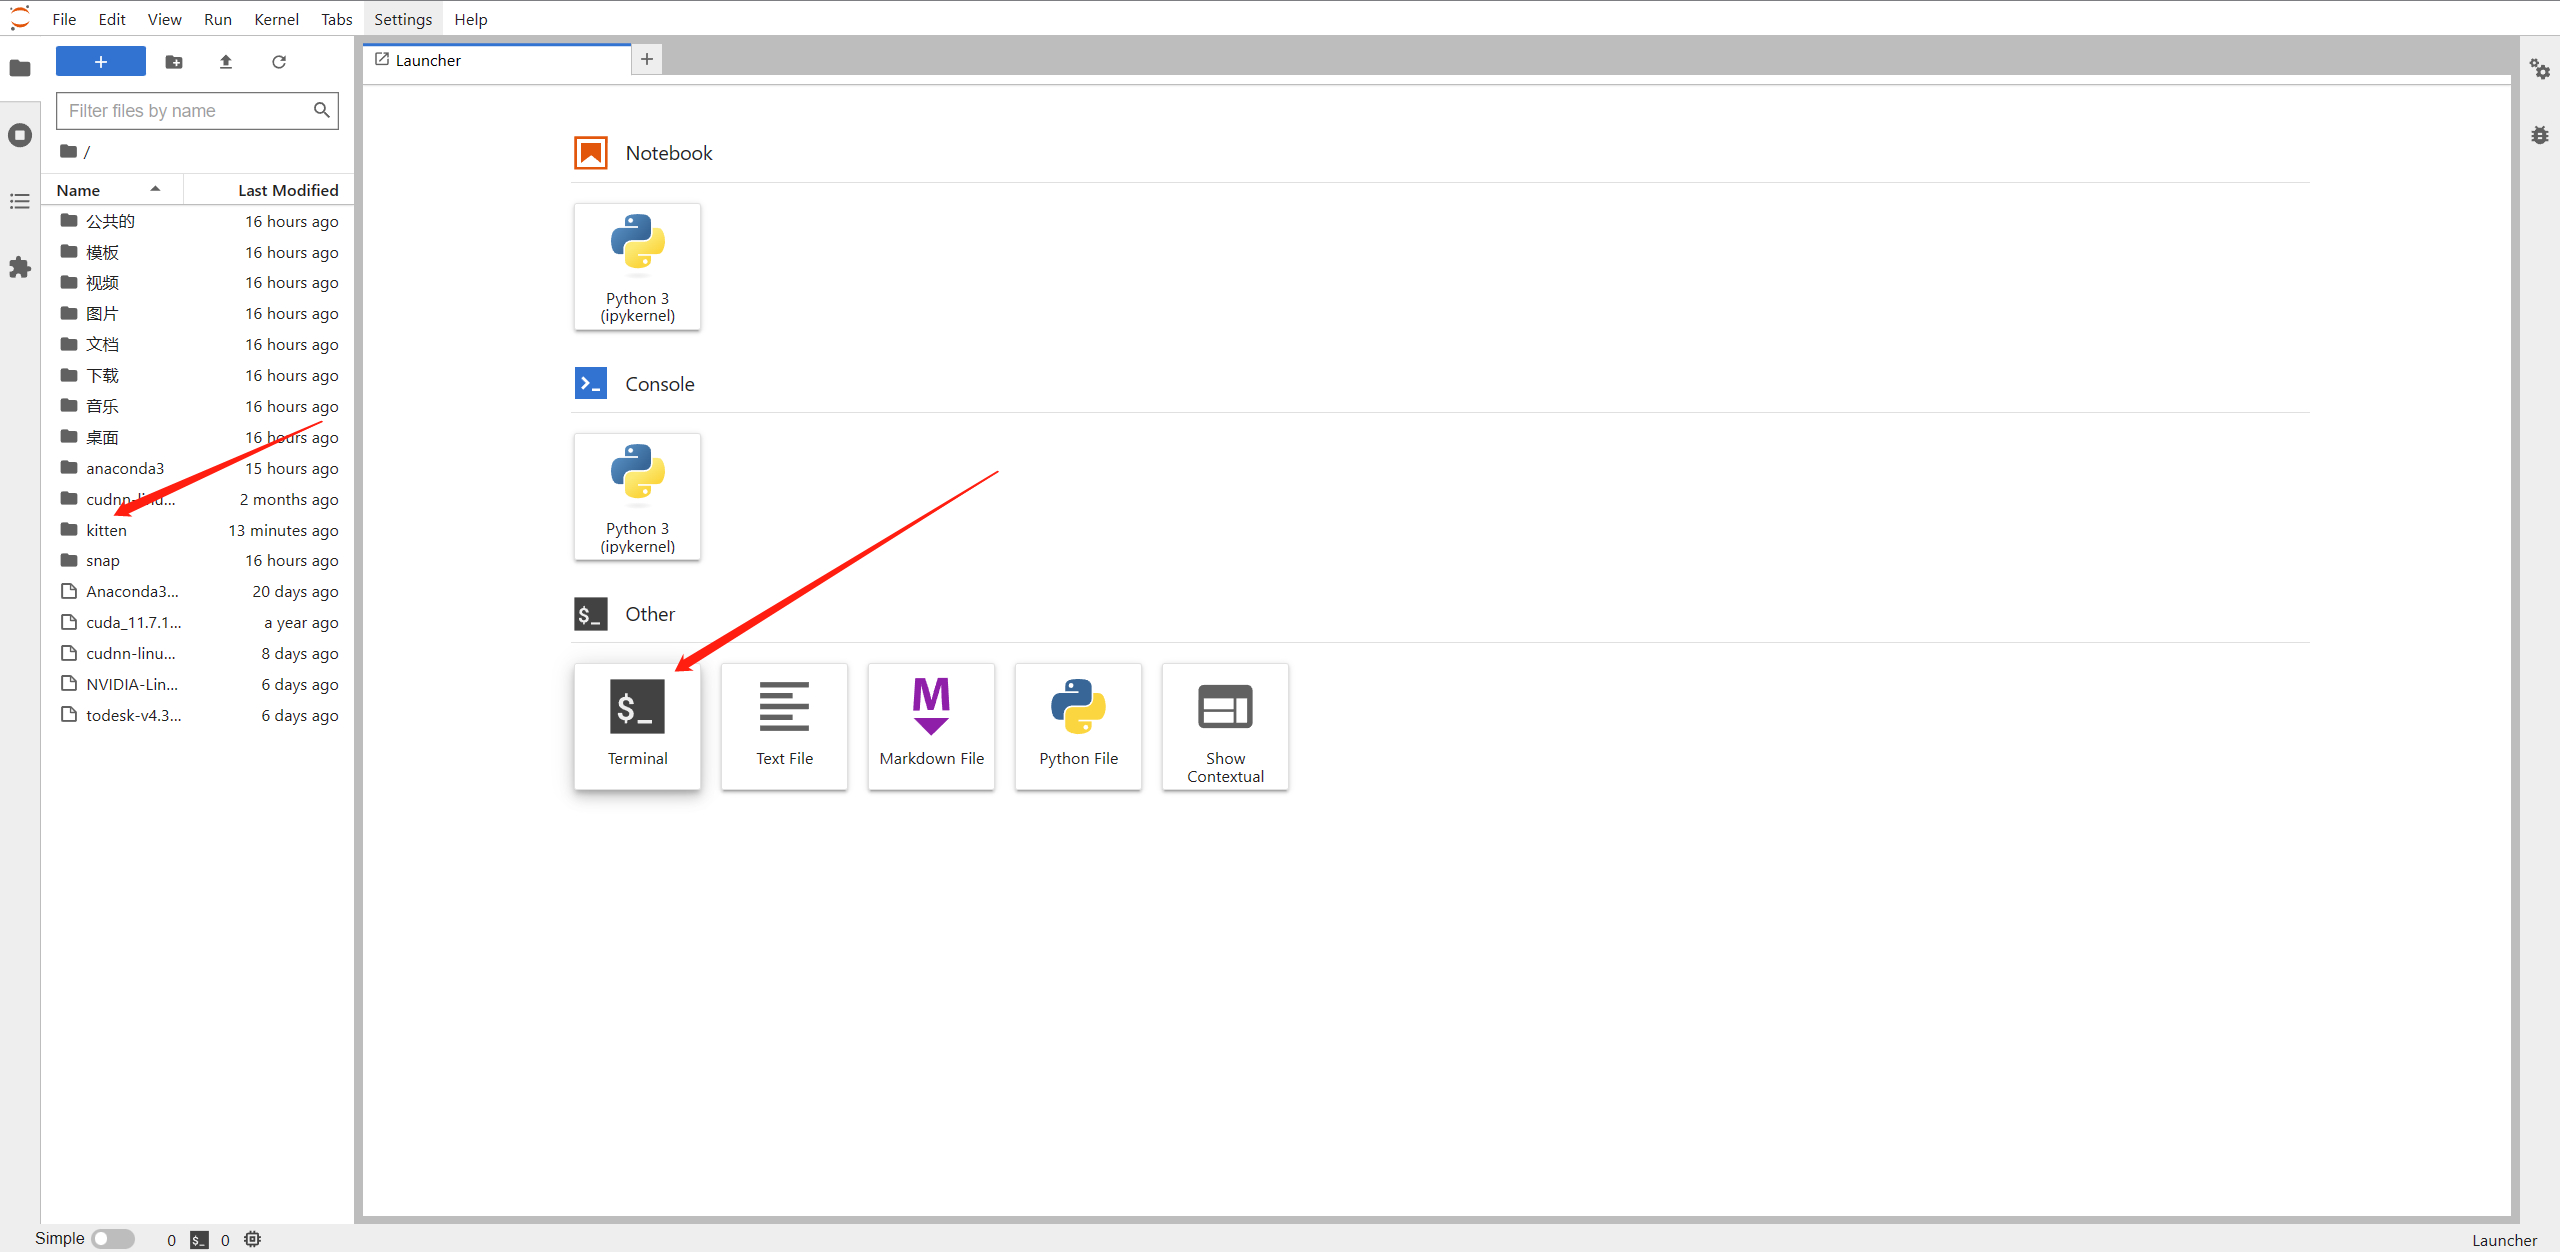 File Edit View Run Kernel Tabs Settings Help
+
Launcher
+
Filter files by name
/
Name Last Modified
公共的 16 hours ago
模板 16 hours ago
视频 16 hours ago
图片 16 hours ago
文档 16 hours ago
下载 16 hours ago
音乐 16 hours ago
桌面 16 hours ago
anaconda3 15 hours ago
cudnn-linu... 2 months ago
kitten 13 minutes ago
snap 16 hours ago
Anaconda3... 20 days ago
cuda_11.7.1... a year ago
cudnn-linu... 8 days ago
NVIDIA-Lin... 6 days ago
todesk-v4.3... 6 days ago
Notebook
Python 3
(ipykernel)
>_ Console
Python 3
(ipykernel)
$_ Other
$_
Terminal
Text File
M
Markdown File
Python File
Show
Contextual
Simple 0 $_ 0
Launcher